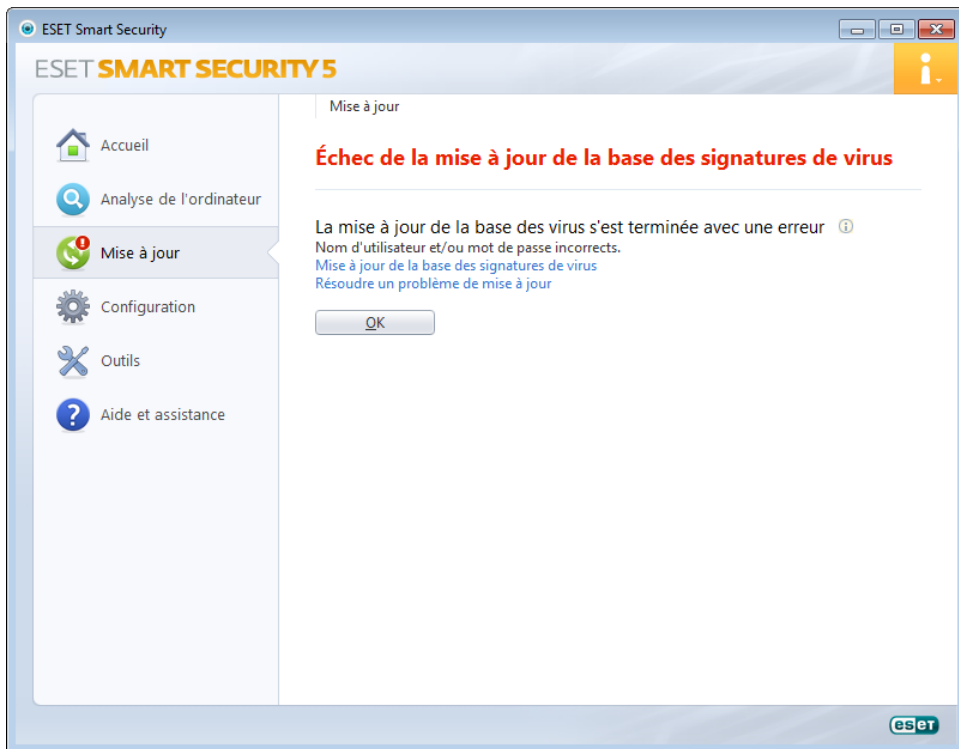 ESET Smart Security
ESET SMART SECURITY 5
Accueil
Analyse de l'ordinateur
Mise à jour
Configuration
Outils
Aide et assistance
Mise à jour
Échec de la mise à jour de la base des signatures de virus
La mise à jour de la base des virus s'est terminée avec une erreur
Nom d'utilisateur et/ou mot de passe incorrects.
Mise à jour de la base des signatures de virus
Résoudre un problème de mise à jour
OK
eseT